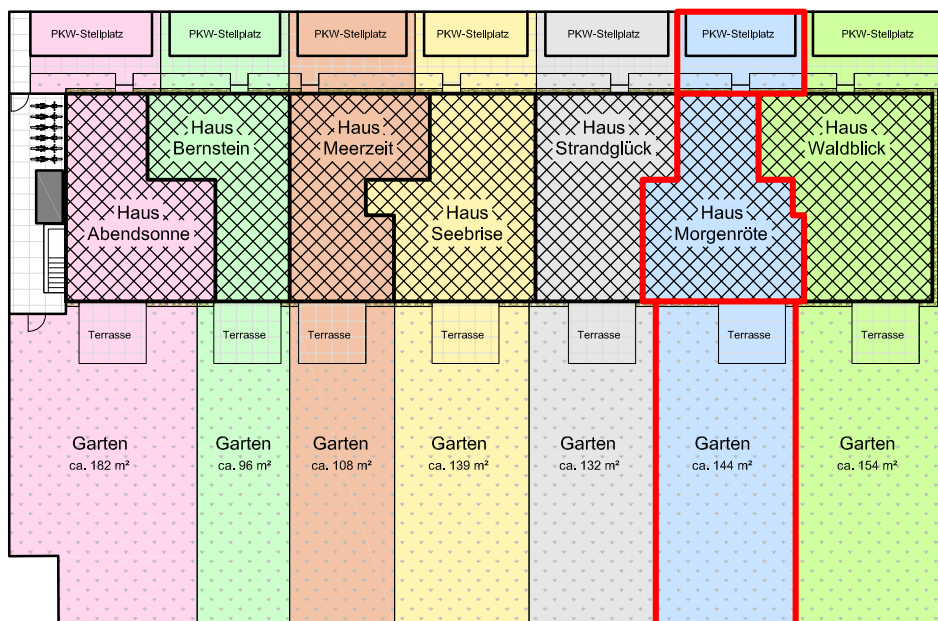 PKW-Stellplatz
PKW-Stellplatz
PKW-Stellplatz
PKW-Stellplatz
PKW-Stellplatz
PKW-Stellplatz
PKW-Stellplatz
Haus
Bernstein
Haus
Meerzeit
Haus
Strandglück
Haus
Waldblick
Haus
Abendsonne
Haus
Seebrise
Haus
Morgenröte
Terrasse
Terrasse
Terrasse
Terrasse
Terrasse
Terrasse
Terrasse
Garten
ca. 182 m²
Garten
ca. 96 m²
Garten
ca. 108 m²
Garten
ca. 139 m²
Garten
ca. 132 m²
Garten
ca. 144 m²
Garten
ca. 154 m²